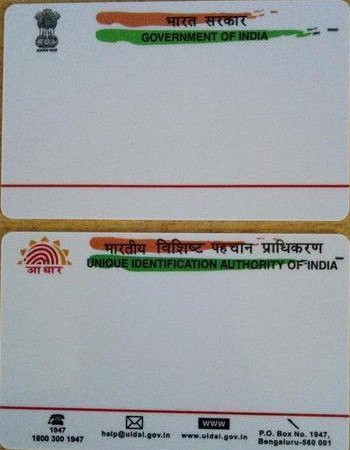 भारत सरकार
GOVERNMENT OF INDIA
भारतीय विशिष्ट पहचान प्राधिकरण
UNIQUE IDENTIFICATION AUTHORITY OF INDIA
आधार
1947
1800 300 1947
help@uidai.gov.in
WWW
www.uidai.gov.in
P.O. Box No. 1947,
Bengaluru-560 001